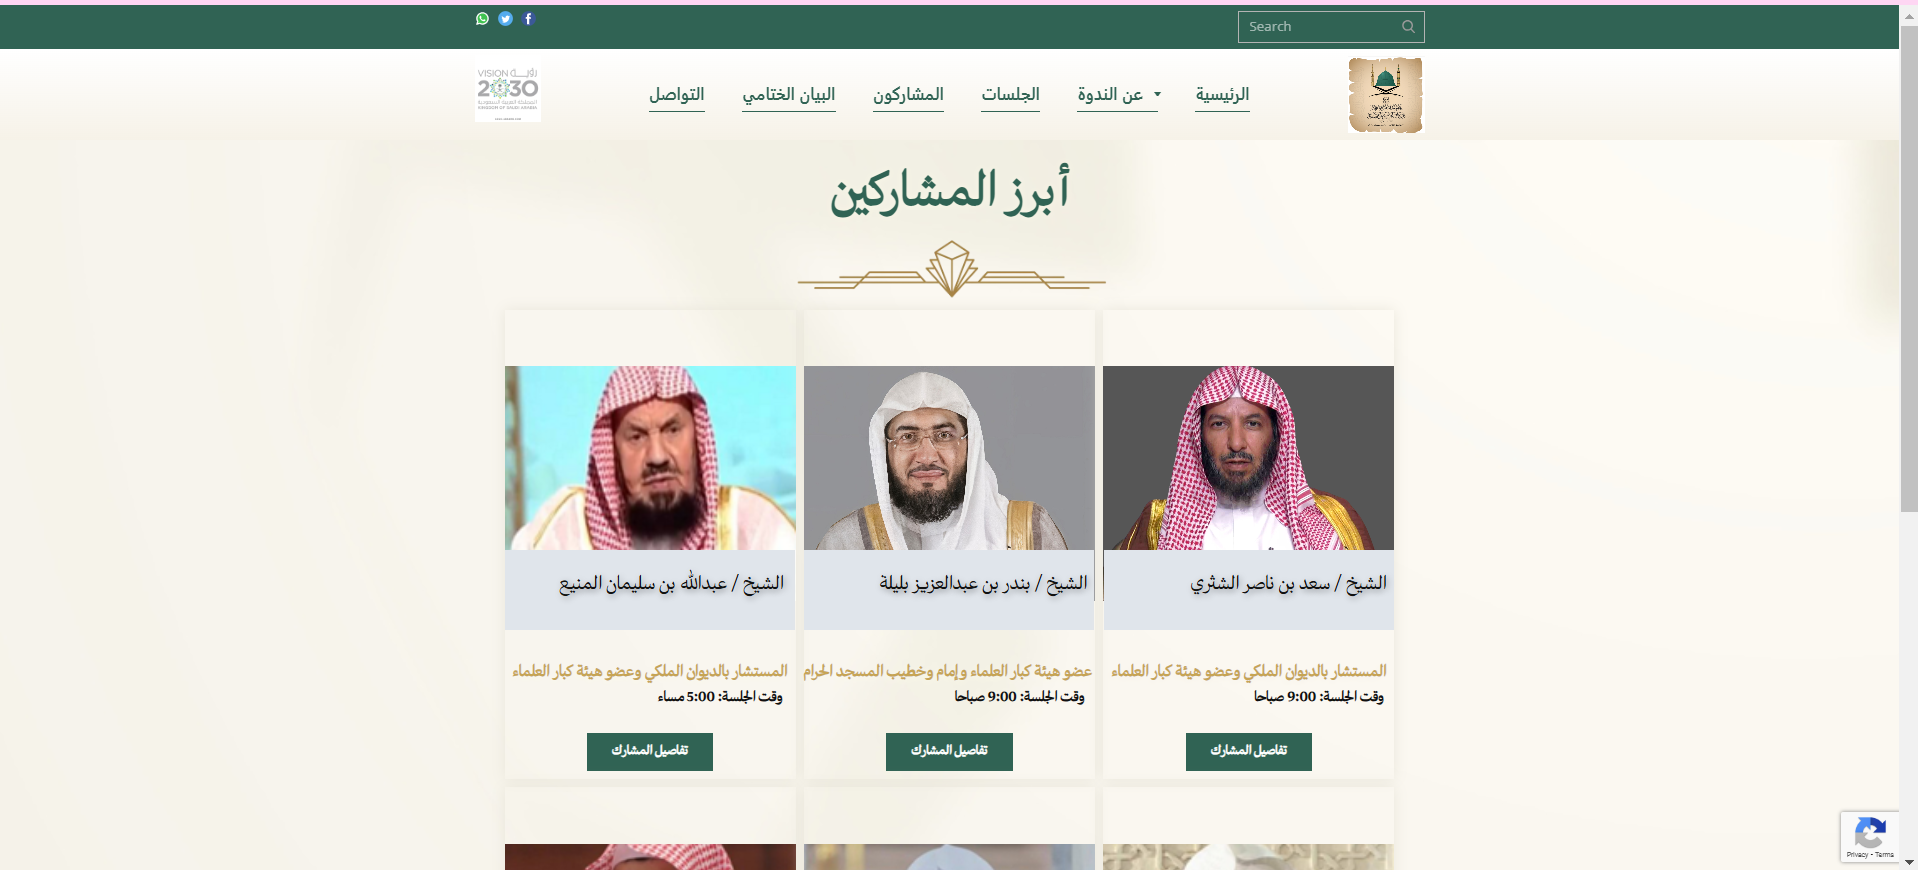 Search
الرئيسية
عن الندوة
الجلسات
المشاركون
البيان الختامي
التواصل
VISION رؤية
2030
المملكة العربية السعودية
KINGDOM OF SAUDI ARABIA
أبرز المشاركين
الشيخ / سعد بن ناصر الشثري
المستشار بالديوان الملكي وعضو هيئة كبار العلماء
وقت الجلسة: 9:00 صباحا
تفاصيل المشارك
الشيخ / بندر بن عبدالعزيز بليلة
عضو هيئة كبار العلماء وإمام وخطيب المسجد الحرام
وقت الجلسة: 9:00 صباحا
تفاصيل المشارك
الشيخ / عبدالله بن سليمان المنيع
المستشار بالديوان الملكي وعضو هيئة كبار العلماء
وقت الجلسة: 5:00 مساء
تفاصيل المشارك
Privacy - Terms